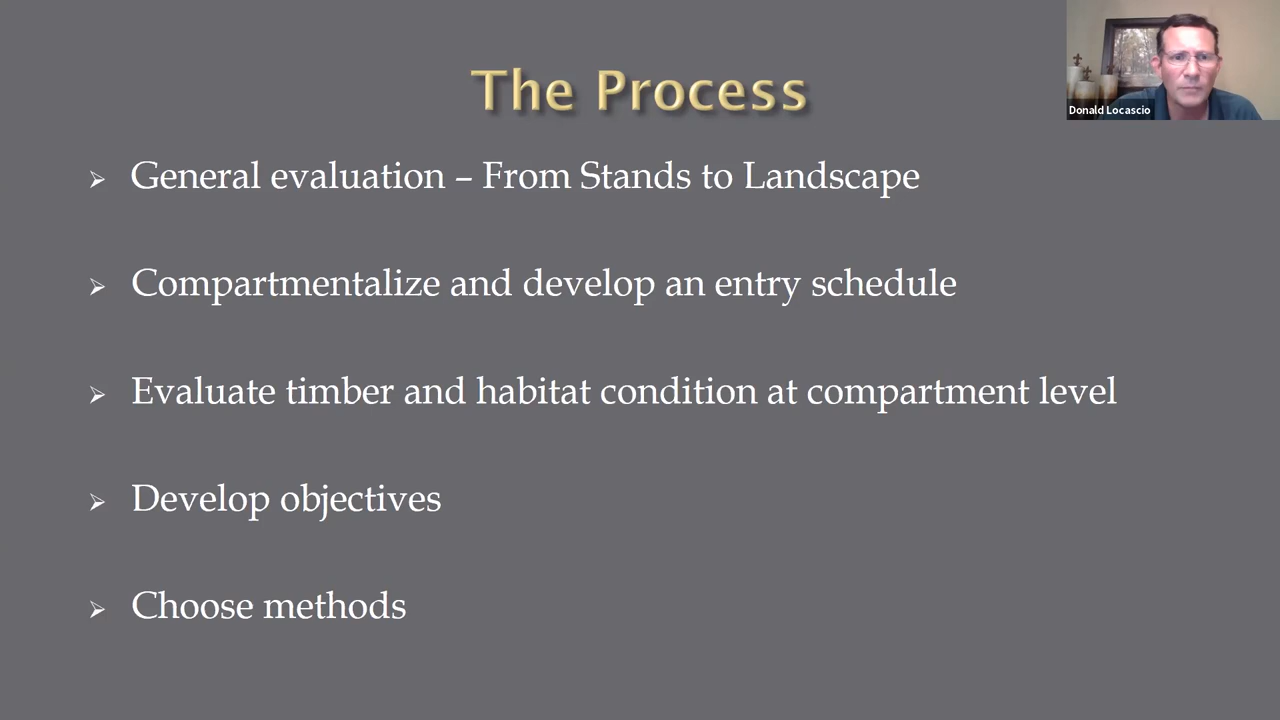 The Process
Donald Locascio
General evaluation – From Stands to Landscape
Compartmentalize and develop an entry schedule
Evaluate timber and habitat condition at compartment level
Develop objectives
Choose methods